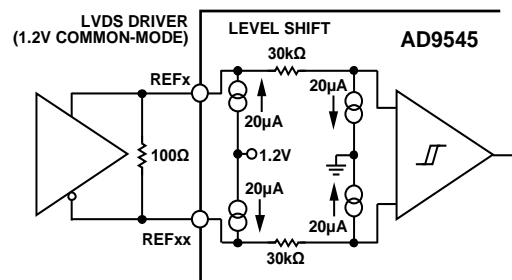 LVDS DRIVER
(1.2V COMMON-MODE)
LEVEL SHIFT
AD9545
30kΩ
REFx
20µA
20µA
100Ω
1.2V
20µA
20µA
REFxx
30kΩ